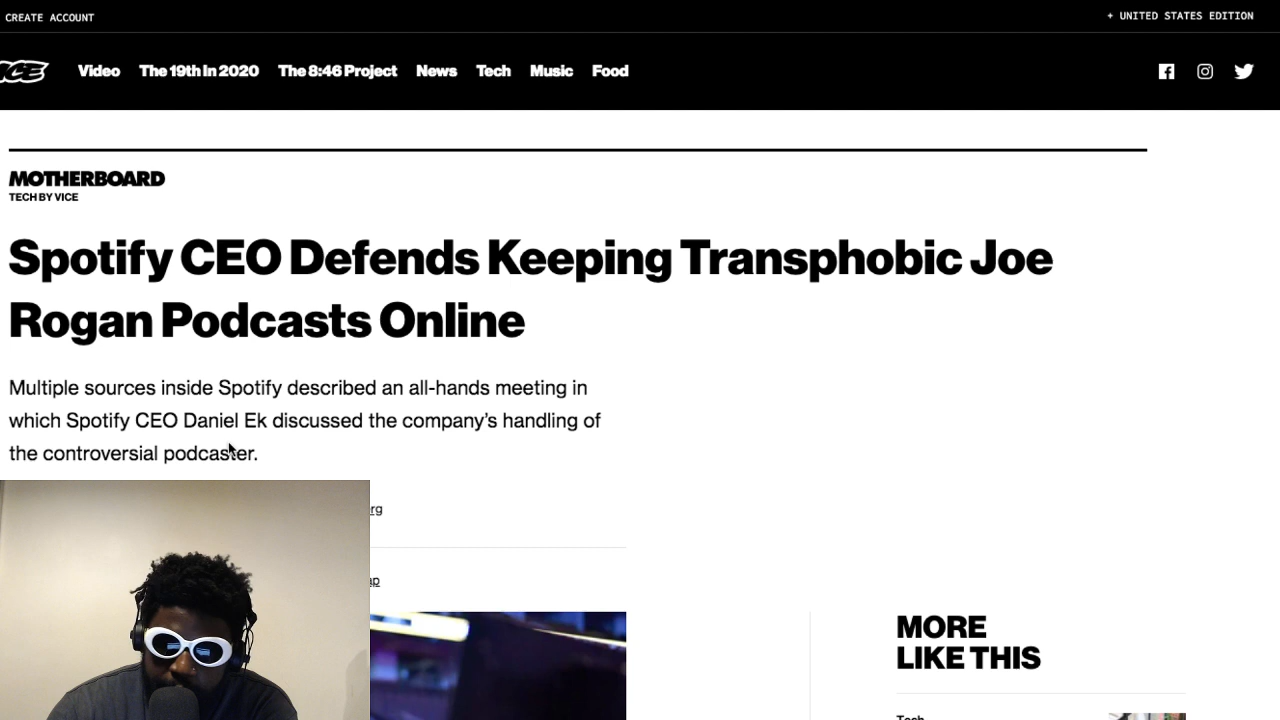 CREATE ACCOUNT
+ UNITED STATES EDITION
Video The 19th In 2020 The 8:46 Project News Tech Music Food
MOTHERBOARD
TECH BY VICE
Spotify CEO Defends Keeping Transphobic Joe
Rogan Podcasts Online
Multiple sources inside Spotify described an all-hands meeting in
which Spotify CEO Daniel Ek discussed the company's handling of
the controversial podcaster.
MORE
LIKE THIS
Tech